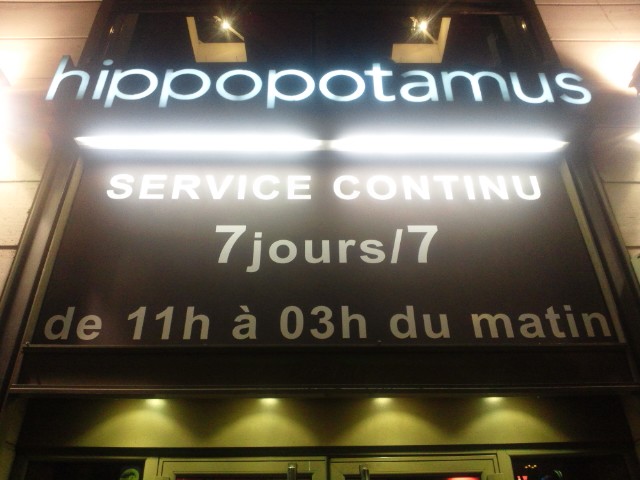 hippopotamus
SERVICE CONTINU
7jours/7
de 11h à 03h du matin